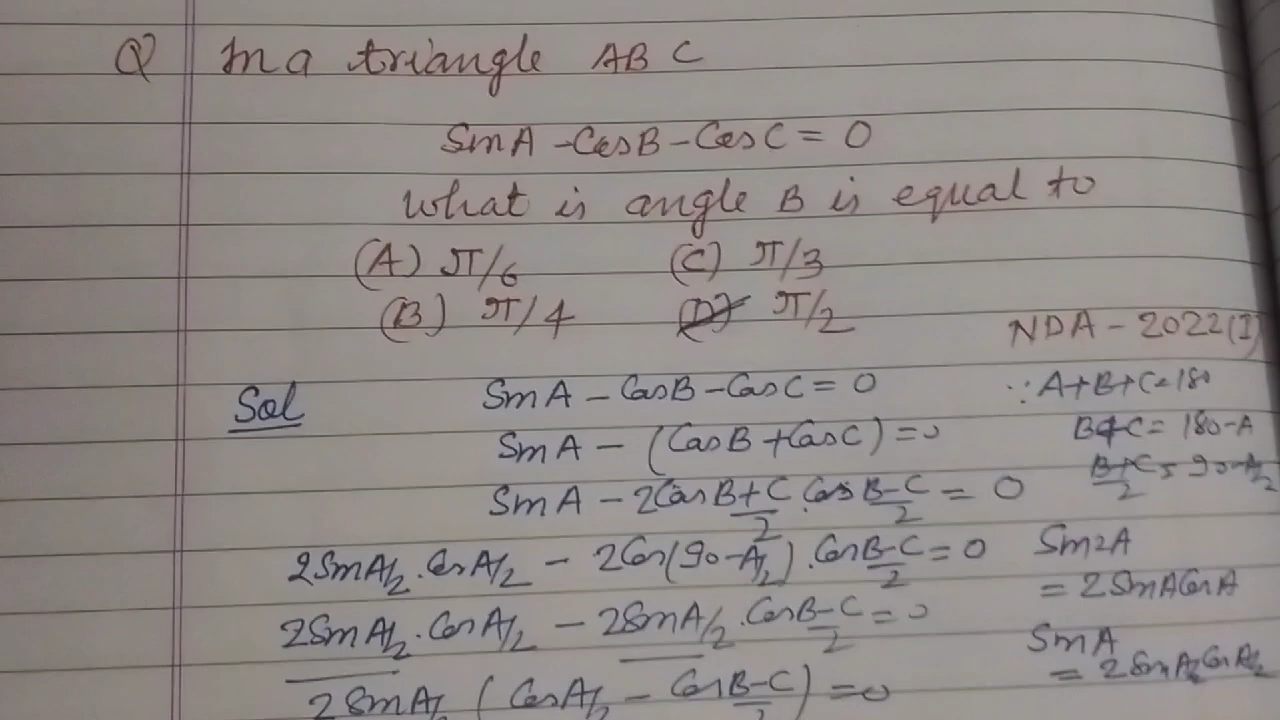 Q In a triangle ABC
SinA - CosB - CosC = 0
what is angle B is equal to
(A) π/6 (C) π/3
(B) π/4 (D) π/2
NDA - 2022(I)
Sol SinA - CosB - CosC = 0 ∵ A+B+C=180
SinA - (CosB + CosC) = 0 B+C = 180-A
SinA - 2Cos B+C/2 . Cos B-C/2 = 0 B+C/2 = 90-A/2
2SinA/2 . CosA/2 - 2Cos(90-A/2) . Cos B-C/2 = 0 Sin2A
= 2SinACosA
2SinA/2 . CosA/2 - 2SinA/2 . Cos B-C/2 = 0
SinA
= 2SinA/2 CosA/2
2SinA/2 ( CosA/2 - Cos B-C/2 ) = 0